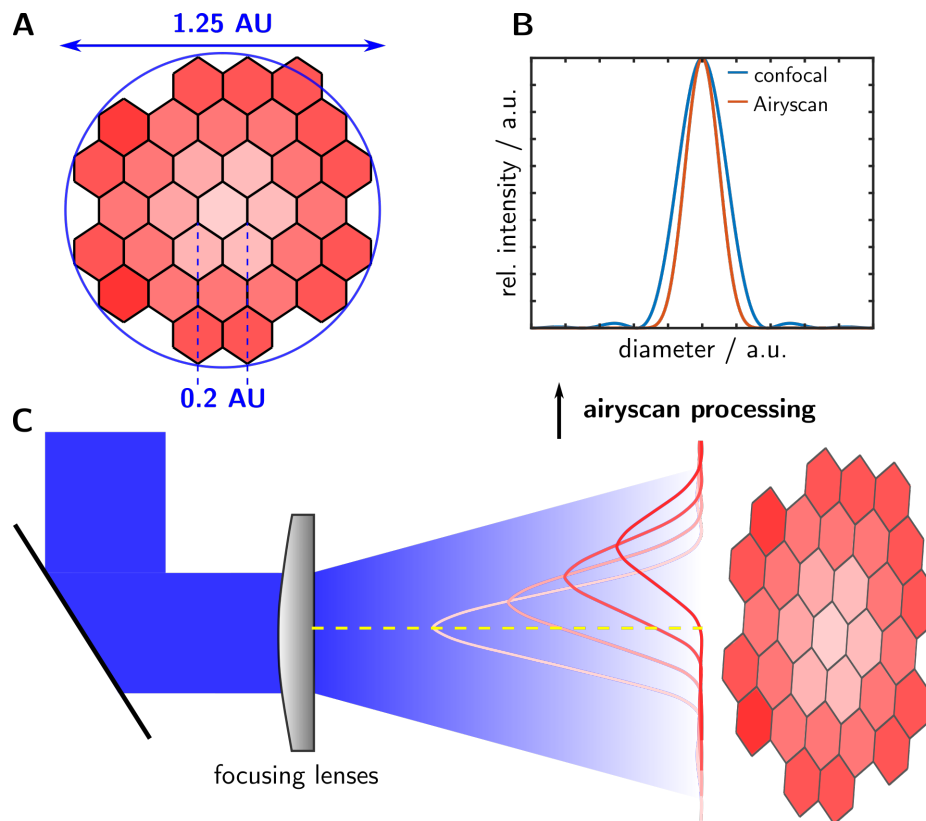 A
1.25 AU
0.2 AU
B
confocal
Airyscan
rel. intensity / a.u.
diameter / a.u.
airyscan processing
C
focusing lenses